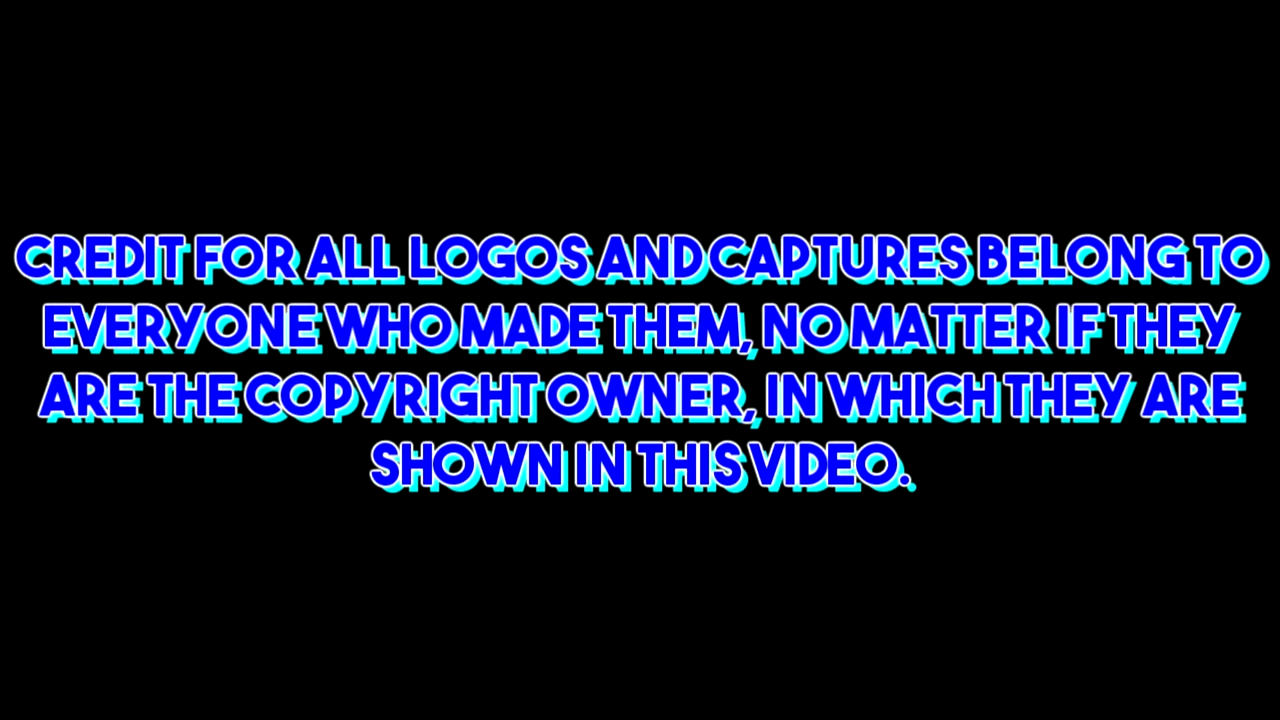 CREDIT FOR ALL LOGOS AND CAPTURES BELONG TO
EVERYONE WHO MADE THEM, NO MATTER IF THEY
ARE THE COPYRIGHT OWNER, IN WHICH THEY ARE
SHOWN IN THIS VIDEO.